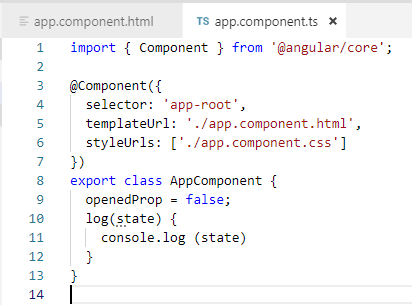 app.component.html
TS app.component.ts ×
1 import { Component } from '@angular/core';
2
3 @Component({
4   selector: 'app-root',
5   templateUrl: './app.component.html',
6   styleUrls: ['./app.component.css']
7 })
8 export class AppComponent {
9   openedProp = false;
10   log(state) {
11     console.log (state)
12   }
13 }
14